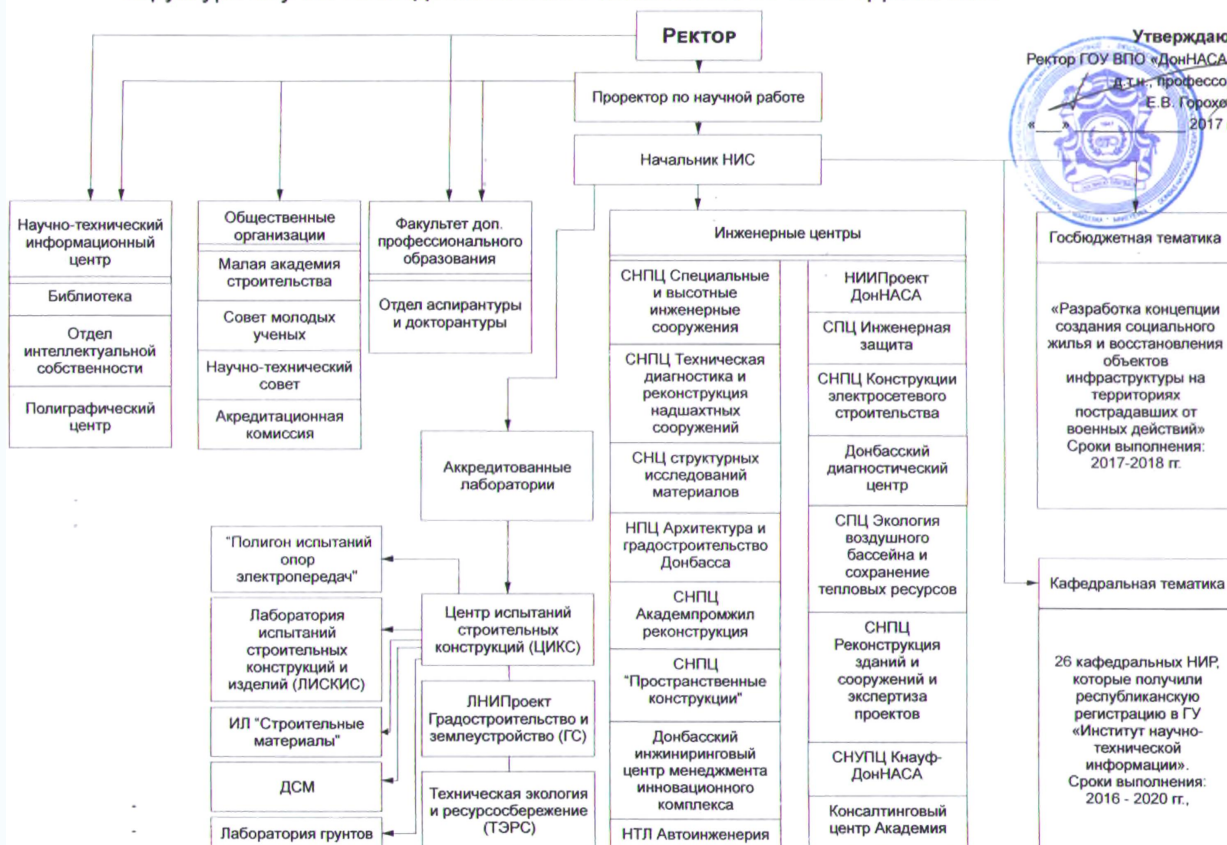 РЕКТОР
Утверждаю
Ректор ГОУ ВПО «ДонНАСА
д.т.н., профессо
Е.В. Горохов
«___» 2017
Проректор по научной работе
Начальник НИС
Научно-технический
информационный
центр
Библиотека
Отдел
интеллектуальной
собственности
Полиграфический
центр
Общественные
организации
Малая академия
строительства
Совет молодых
ученых
Научно-технический
совет
Акредитационная
комиссия
Факультет доп.
профессионального
образования
Отдел аспирантуры
и докторантуры
Аккредитованные
лаборатории
"Полигон испытаний
опор
электропередач"
Лаборатория
испытаний
строительных
конструкций и
изделий (ЛИСКИС)
ИЛ "Строительные
материалы"
ДСМ
Лаборатория грунтов
Центр испытаний
строительных
конструкций (ЦИКС)
ЛНИПроект
Градостроительство и
землеустройство (ГС)
Техническая экология
и ресурсосбережение
(ТЭРС)
Инженерные центры
СНПЦ Специальные
и высотные
инженерные
сооружения
СНПЦ Техническая
диагностика и
реконструкция
надшахтных
сооружений
СНЦ структурных
исследований
материалов
НПЦ Архитектура и
градостроительство
Донбасса
СНПЦ
Академпромжил
реконструкция
СНПЦ
"Пространственные
конструкции"
Донбасский
инжиниринговый
центр менеджмента
инновационного
комплекса
НТЛ Автоинженерия
НИИПроект
ДонНАСА
СПЦ Инженерная
защита
СНПЦ Конструкции
электросетевого
строительства
Донбасский
диагностический
центр
СПЦ Экология
воздушного
бассейна и
сохранение
тепловых ресурсов
СНПЦ
Реконструкция
зданий и
сооружений и
экспертиза
проектов
СНУПЦ Кнауф-
ДонНАСА
Консалтинговый
центр Академия
Госбюджетная тематика
«Разработка концепции
создания социального
жилья и восстановления
объектов
инфраструктуры на
территориях
пострадавших от
военных действий»
Сроки выполнения:
2017-2018 гг.
Кафедральная тематика
26 кафедральных НИР,
которые получили
республиканскую
регистрацию в ГУ
«Институт научно-
технической
информации».
Сроки выполнения:
2016 - 2020 гг.,